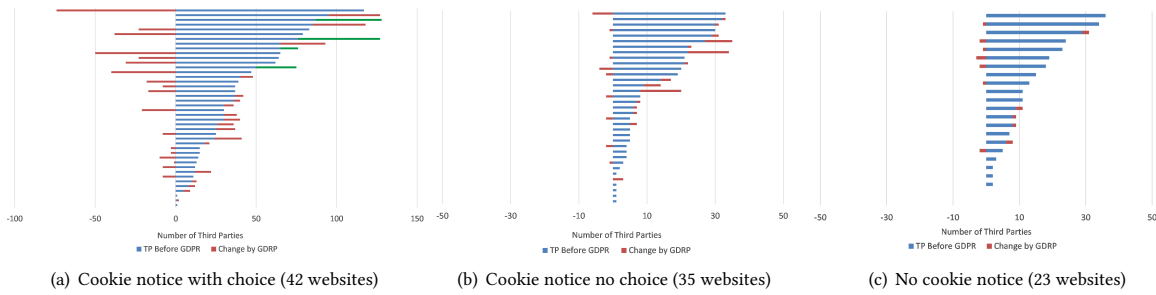 -100 -50 0 50 100 150
Number of Third Parties
TP Before GDPR Change by GDRP
(a) Cookie notice with choice (42 websites)
-50 -30 -10 10 30 50
Number of Third Parties
TP Before GDPR Change by GDRP
(b) Cookie notice no choice (35 websites)
-50 -30 -10 10 30 50
Number of Third Parties
TP Before GDPR Change by GDRP
(c) No cookie notice (23 websites)